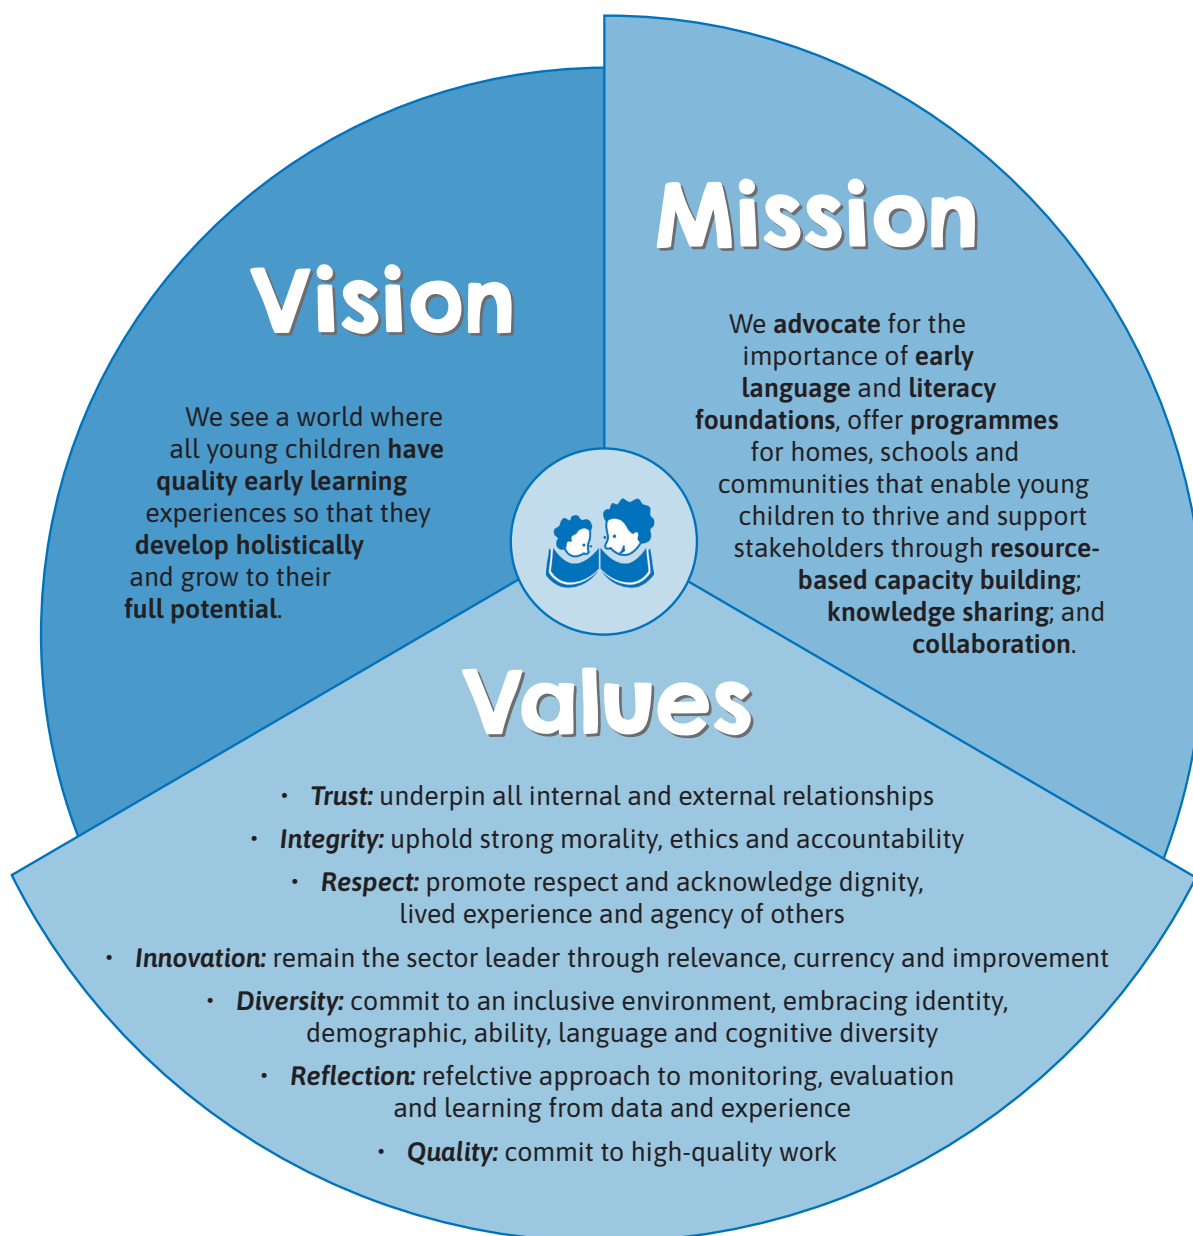 Vision
We see a world where
all young children have
quality early learning
experiences so that they
develop holistically
and grow to their
full potential.
Mission
We advocate for the
importance of early
language and literacy
foundations, offer programmes
for homes, schools and
communities that enable young
children to thrive and support
stakeholders through resource-
based capacity building;
knowledge sharing; and
collaboration.
Values
• Trust: underpin all internal and external relationships
• Integrity: uphold strong morality, ethics and accountability
• Respect: promote respect and acknowledge dignity,
lived experience and agency of others
• Innovation: remain the sector leader through relevance, currency and improvement
• Diversity: commit to an inclusive environment, embracing identity,
demographic, ability, language and cognitive diversity
• Reflection: refelctive approach to monitoring, evaluation
and learning from data and experience
• Quality: commit to high-quality work